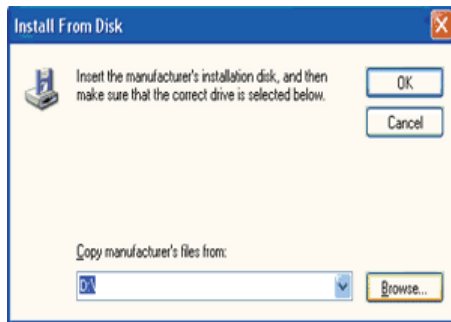 Install From Disk
Insert the manufacturer's installation disk, and then
make sure that the correct drive is selected below.
OK
Cancel
Copy manufacturer's files from:
D:\
Browse...